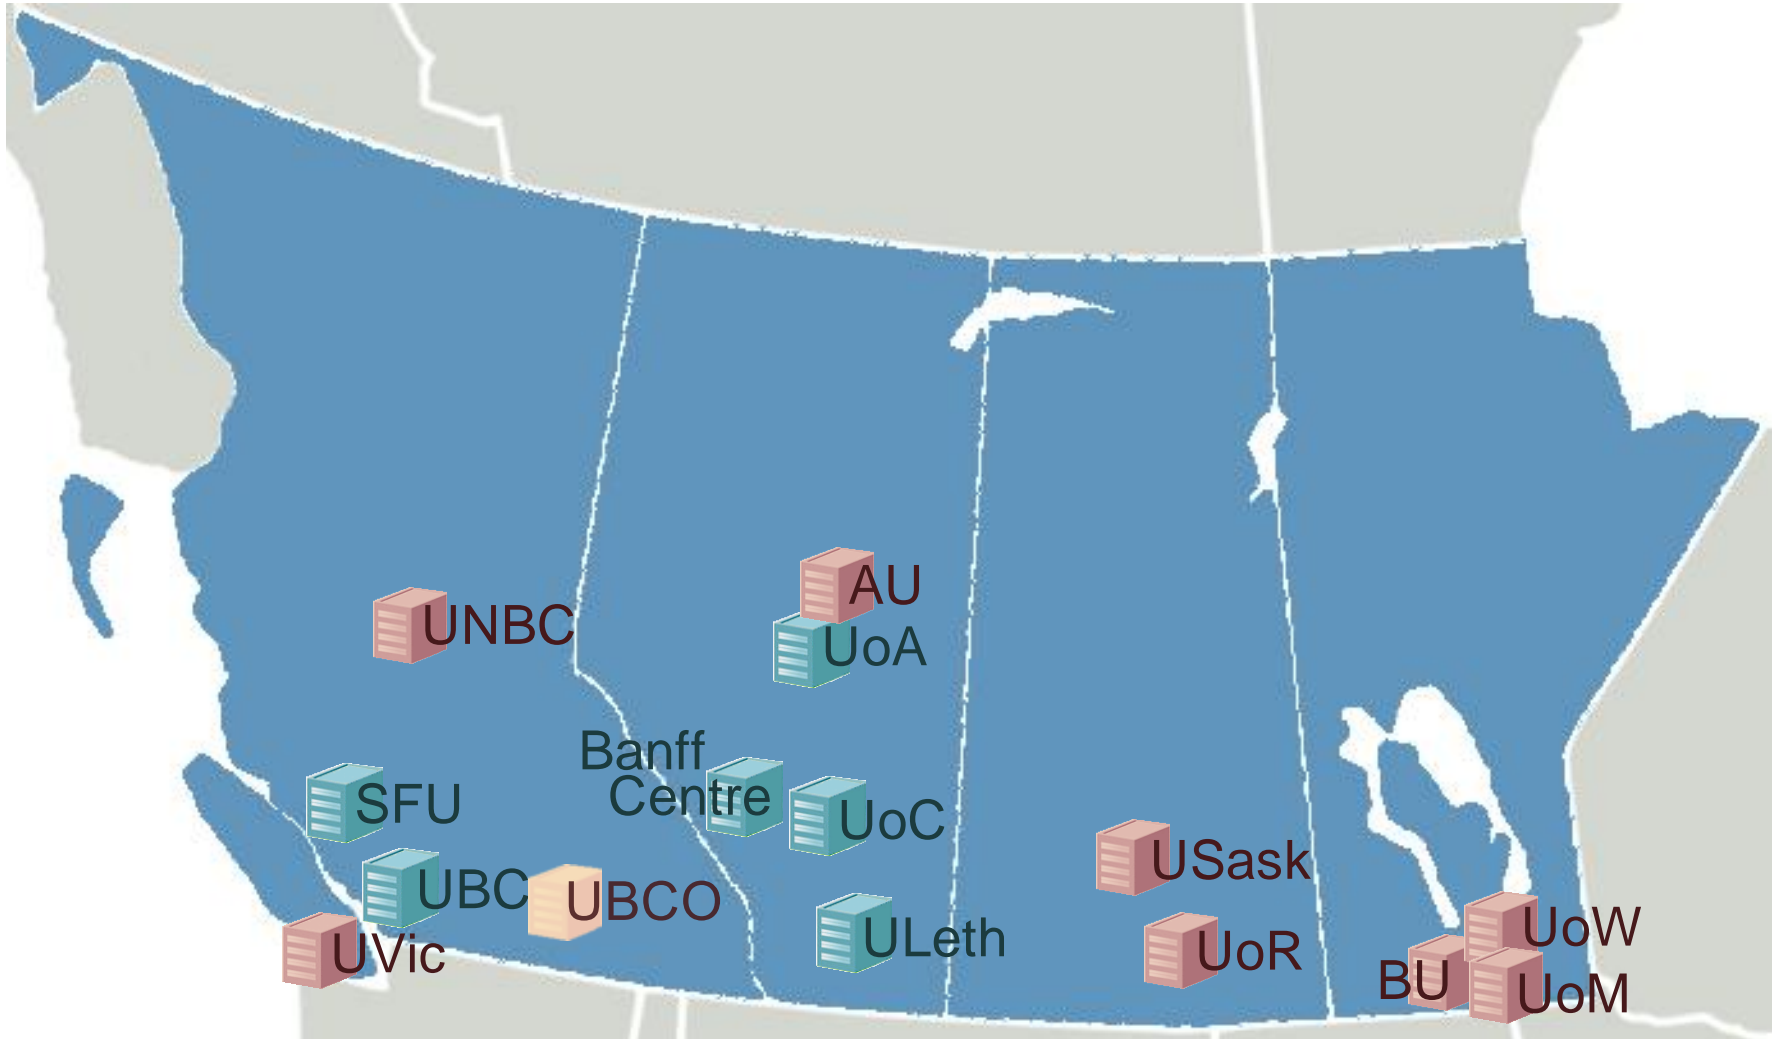 AU
UNBC
UoA
Banff
Centre
SFU
UoC
USask
UBC
UBCO
UoW
ULeth
UoR
UVic
BU
UoM